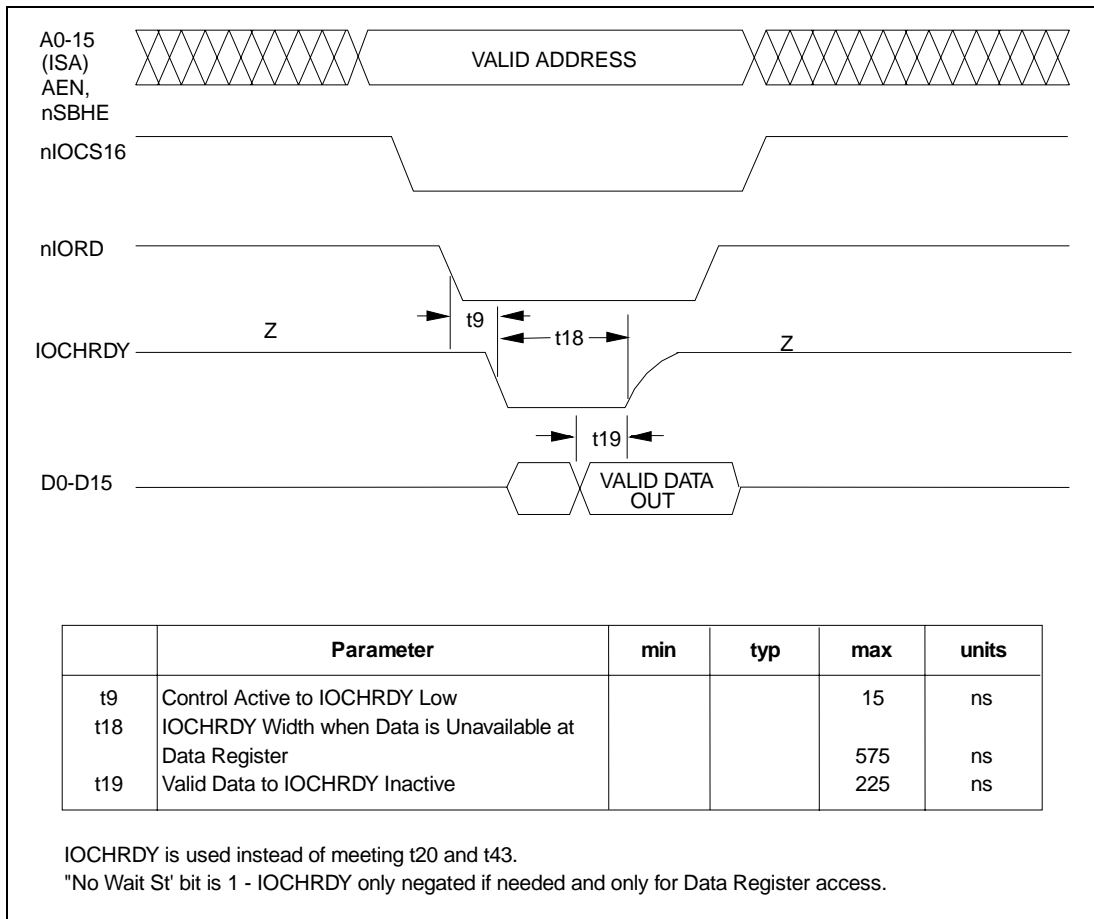 A0-15
(ISA)
AEN,
nSBHE
VALID ADDRESS
nIOCS16
nIORD
t9
t18
Z
Z
IOCHRDY
t19
D0-D15
VALID DATA
OUT
Parameter min typ max units
t9 Control Active to IOCHRDY Low 15 ns
t18 IOCHRDY Width when Data is Unavailable at
Data Register 575 ns
t19 Valid Data to IOCHRDY Inactive 225 ns
IOCHRDY is used instead of meeting t20 and t43.
"No Wait St' bit is 1 - IOCHRDY only negated if needed and only for Data Register access.